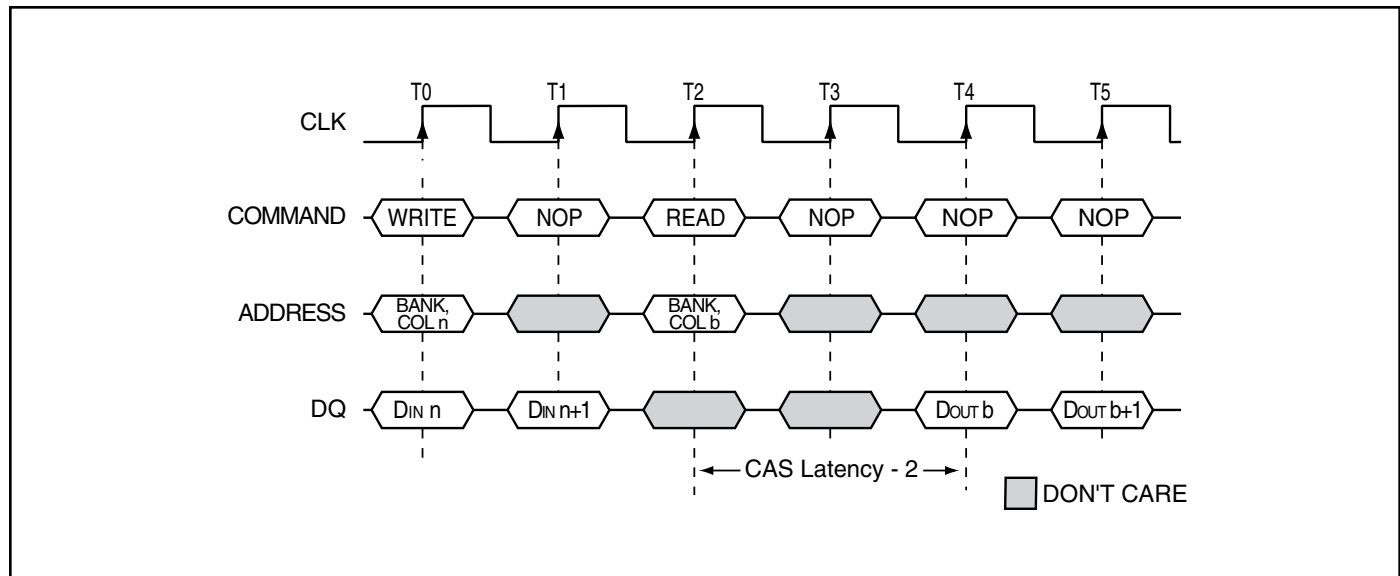 T0 T1 T2 T3 T4 T5
CLK
COMMAND WRITE NOP READ NOP NOP NOP
ADDRESS BANK, COL n BANK, COL b
DQ DIN n DIN n+1 DOUT b DOUT b+1
CAS Latency - 2
DON'T CARE